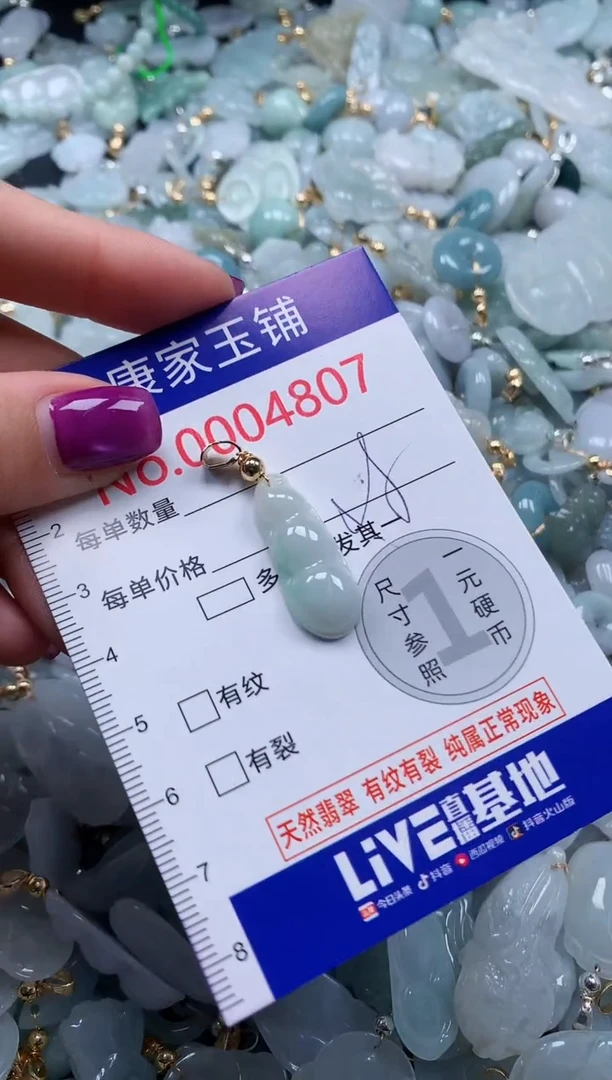 康家玉铺
No.0004807
每单数量
每单价格
多
发其一
有纹
有裂
1
一元硬币
尺寸参照
天然翡翠 有纹有裂 纯属正常现象
LiVE直播基地
今日头条 抖音 西瓜视频 抖音火山版
2
3
4
5
6
7
8